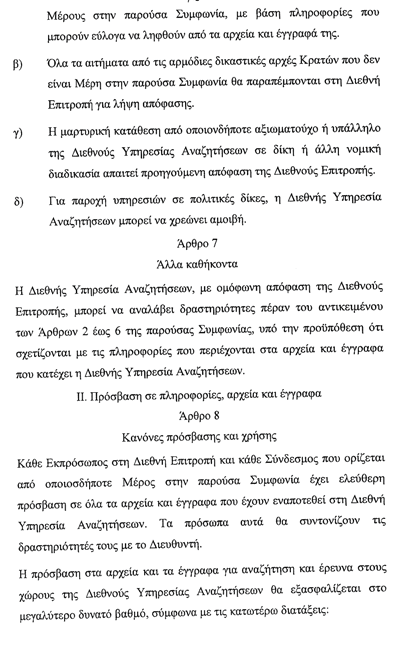 Μέρους στην παρούσα Συμφωνία, με βάση πληροφορίες που
μπορούν εύλογα να ληφθούν από τα αρχεία και έγγραφά της.
β) Όλα τα αιτήματα από τις αρμόδιες δικαστικές αρχές Κρατών που δεν
είναι Μέρη στην παρούσα Συμφωνία θα παραπέμπονται στη Διεθνή
Επιτροπή για λήψη απόφασης.
γ) Η μαρτυρική κατάθεση από οποιονδήποτε αξιωματούχο ή υπάλληλο
της Διεθνούς Υπηρεσίας Αναζητήσεων σε δίκη ή άλλη νομική
διαδικασία απαιτεί προηγούμενη απόφαση της Διεθνούς Επιτροπής.
δ) Για παροχή υπηρεσιών σε πολιτικές δίκες, η Διεθνής Υπηρεσία
Αναζητήσεων μπορεί να χρεώνει αμοιβή.
Άρθρο 7
Άλλα καθήκοντα
Η Διεθνής Υπηρεσία Αναζητήσεων, με ομόφωνη απόφαση της Διεθνούς
Επιτροπής, μπορεί να αναλάβει δραστηριότητες πέραν του αντικειμένου
των Άρθρων 2 έως 6 της παρούσας Συμφωνίας, υπό την προϋπόθεση ότι
σχετίζονται με τις πληροφορίες που περιέχονται στα αρχεία και έγγραφα
που κατέχει η Διεθνής Υπηρεσία Αναζητήσεων.
II. Πρόσβαση σε πληροφορίες, αρχεία και έγγραφα
Άρθρο 8
Κανόνες πρόσβασης και χρήσης
Κάθε Εκπρόσωπος στη Διεθνή Επιτροπή και κάθε Σύνδεσμος που ορίζεται
από οποιοσδήποτε Μέρος στην παρούσα Συμφωνία έχει ελεύθερη
πρόσβαση σε όλα τα αρχεία και έγγραφα που έχουν εναποτεθεί στη Διεθνή
Υπηρεσία Αναζητήσεων. Τα πρόσωπα αυτά θα συντονίζουν τις
δραστηριότητές τους με το Διευθυντή.
Η πρόσβαση στα αρχεία και τα έγγραφα για αναζήτηση και έρευνα στους
χώρους της Διεθνούς Υπηρεσίας Αναζητήσεων θα εξασφαλίζεται στο
μεγαλύτερο δυνατό βαθμό, σύμφωνα με τις κατωτέρω διατάξεις: